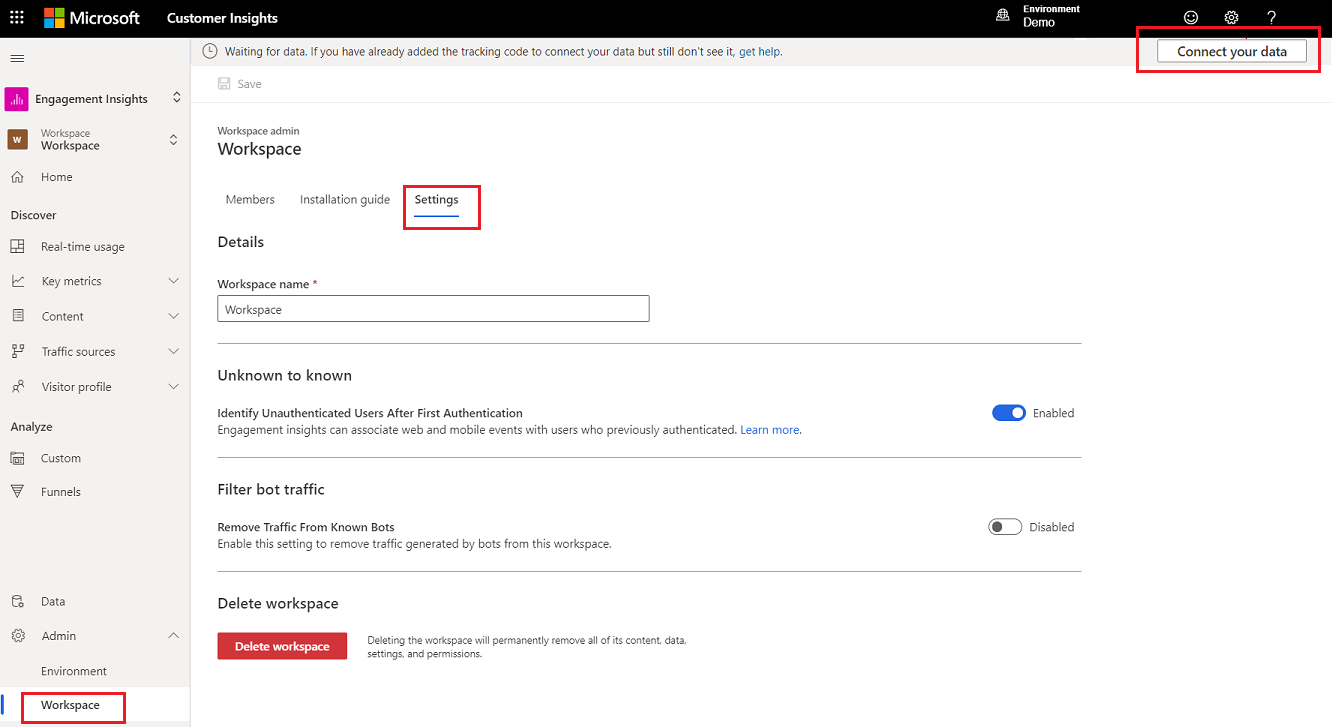 Microsoft Customer Insights
Environment
Demo
?
Waiting for data. If you have already added the tracking code to connect your data but still don't see it, get help.
Connect your data
Save
Engagement Insights
W
Workspace
Workspace
Home
Discover
Real-time usage
Key metrics
Content
Traffic sources
Visitor profile
Analyze
Custom
Funnels
Data
Admin
Environment
Workspace
Workspace admin
Workspace
Members Installation guide Settings
Details
Workspace name *
Workspace
Unknown to known
Identify Unauthenticated Users After First Authentication
Engagement insights can associate web and mobile events with users who previously authenticated. Learn more.
Enabled
Filter bot traffic
Remove Traffic From Known Bots
Enable this setting to remove traffic generated by bots from this workspace.
Disabled
Delete workspace
Delete workspace
Deleting the workspace will permanently remove all of its content, data,
settings, and permissions.